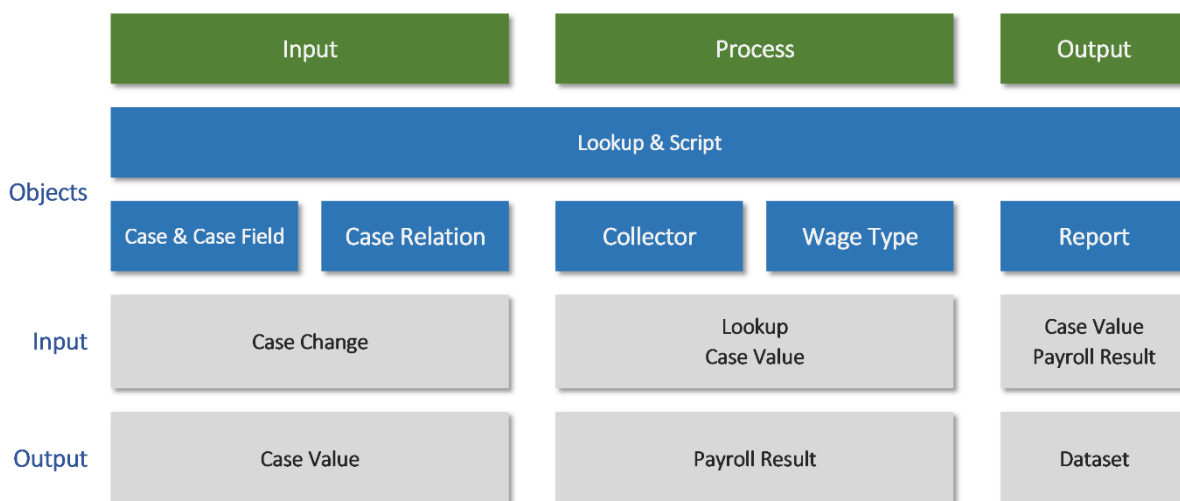 Input
Process
Output
Lookup & Script
Objects
Case & Case Field
Case Relation
Collector
Wage Type
Report
Input
Case Change
Lookup
Case Value
Case Value
Payroll Result
Output
Case Value
Payroll Result
Dataset